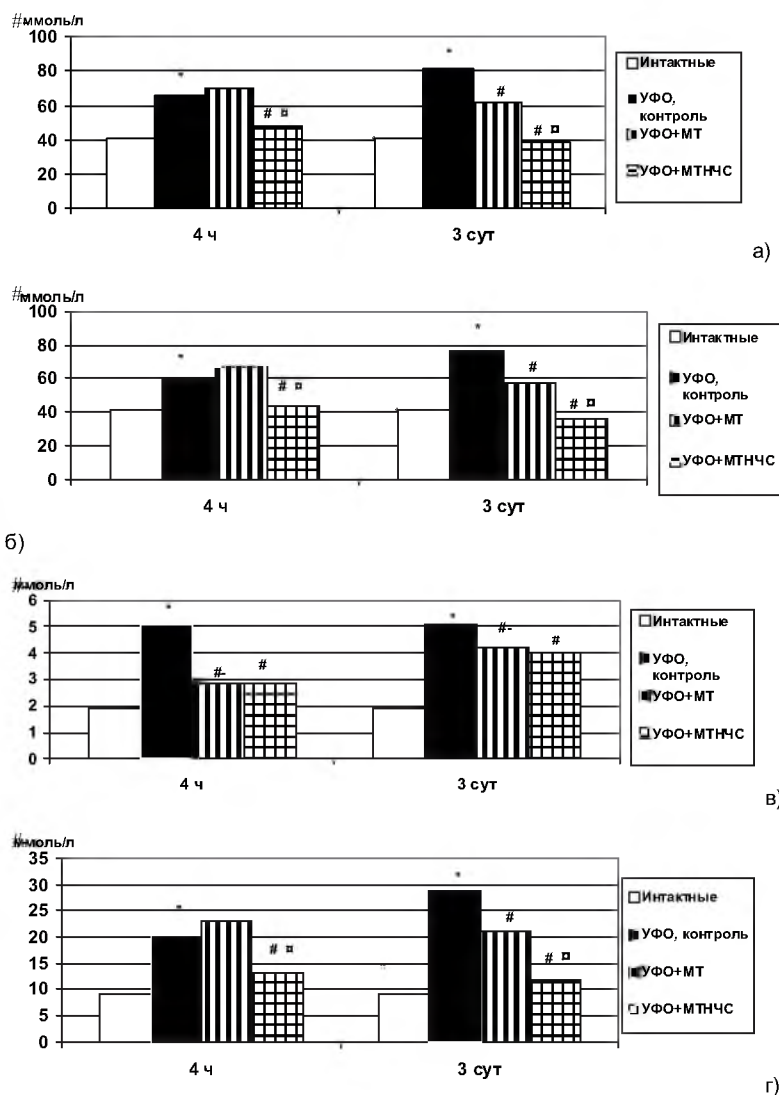 #ммоль/л
100
80
60
40
20
0
*
# ¤
*
#
# ¤
4 ч
3 сут
Интактные
УФО,
контроль
УФО+МТ
УФО+МТНЧС
а)
#ммоль/л
100
80
60
40
20
0
*
# ¤
*
#
# ¤
4 ч
3 сут
Интактные
УФО,
контроль
УФО+МТ
УФО+МТНЧС
б)
#ммоль/л
6
5
4
3
2
1
0
*
#-
#
*
#-
#
4 ч
3 сут
Интактные
УФО,
контроль
УФО+МТ
УФО+МТНЧС
в)
#ммоль/л
35
30
25
20
15
10
5
0
*
# ¤
*
#
# ¤
4 ч
3 сут
Интактные
УФО, контроль
УФО+МТ
УФО+МТНЧС
г)